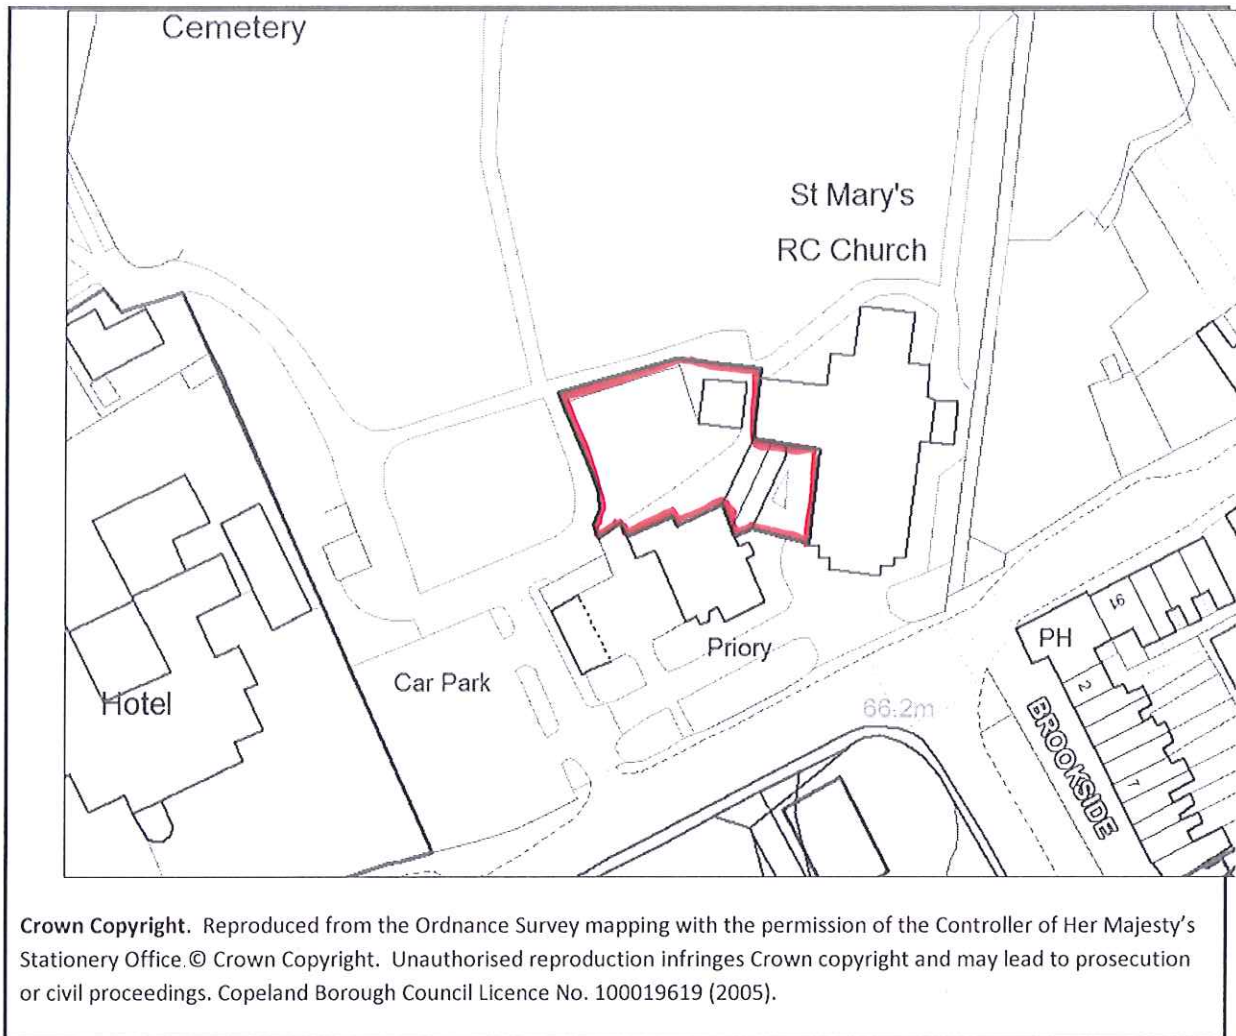 Cemetery
St Mary's
RC Church
Priory
Car Park
Hotel
66.2m
PH
16
2
7
BROOKSIDE
Crown Copyright. Reproduced from the Ordnance Survey mapping with the permission of the Controller of Her Majesty's
Stationery Office.© Crown Copyright. Unauthorised reproduction infringes Crown copyright and may lead to prosecution
or civil proceedings. Copeland Borough Council Licence No. 100019619 (2005).